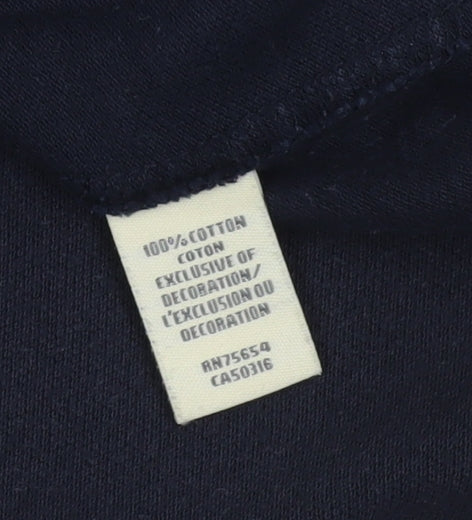 100% COTTON
COTON
EXCLUSIVE OF
DECORATION/
L'EXCLUSION OU
DECORATION
RN75654
CA50316